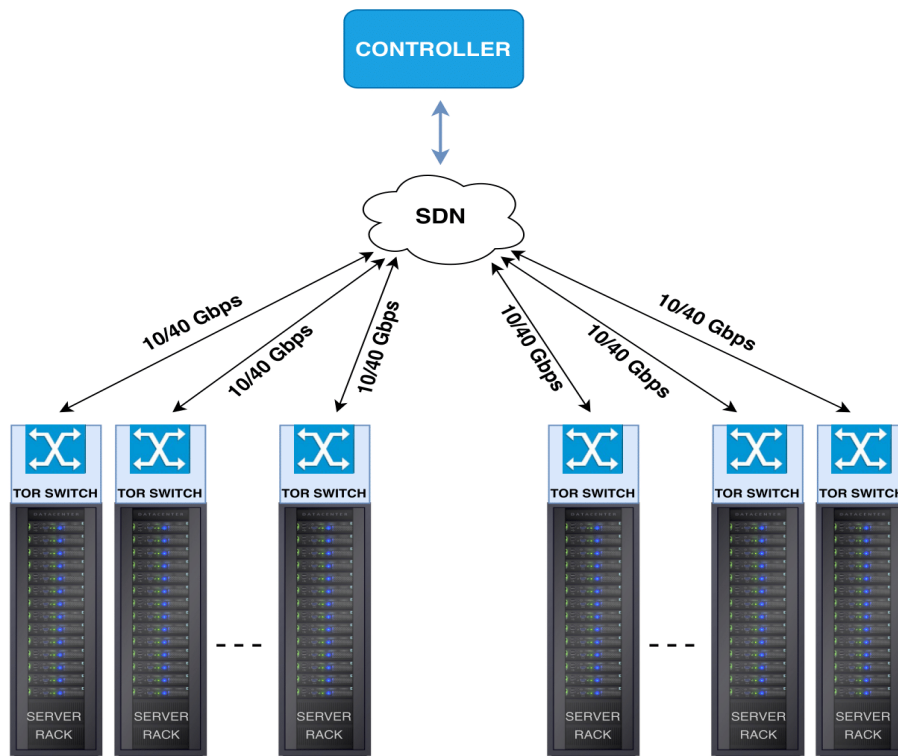 CONTROLLER
SDN
10/40 Gbps
10/40 Gbps
10/40 Gbps
10/40 Gbps
10/40 Gbps
10/40 Gbps
TOR SWITCH
TOR SWITCH
TOR SWITCH
TOR SWITCH
TOR SWITCH
TOR SWITCH
SERVER
RACK
SERVER
RACK
SERVER
RACK
SERVER
RACK
SERVER
RACK
SERVER
RACK